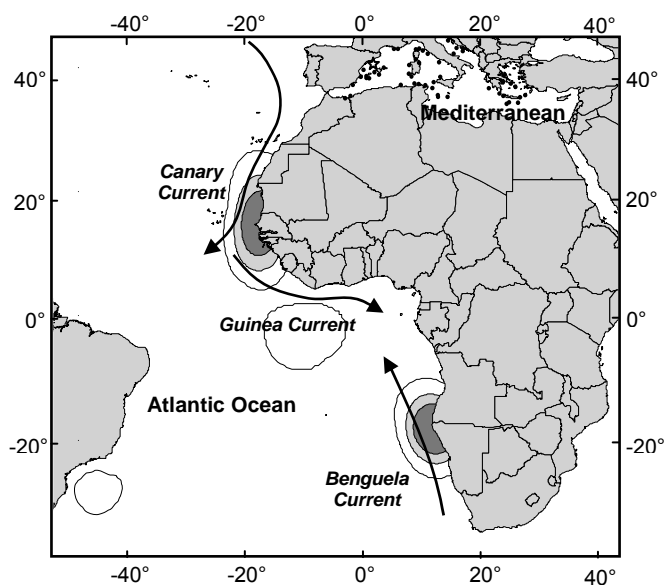 -40° -20° 0° 20° 40°
40° 40°
Mediterranean
Canary
Current
20° 20°
0° 0°
Guinea Current
Atlantic Ocean
-20° -20°
Benguela
Current
-40° -20° 0° 20° 40°